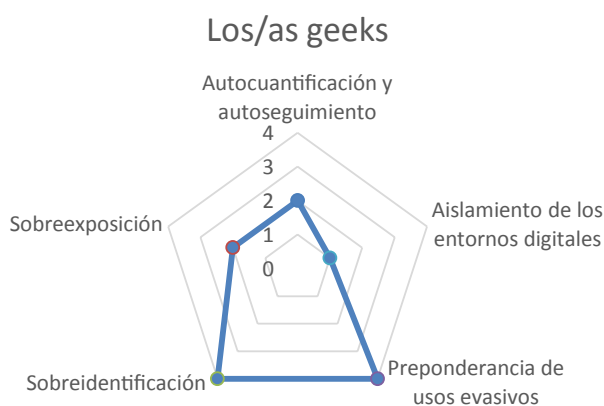 Los/as geeks
Autocuantificación y
autoseguimiento
4
3
2
1
0
Sobreexposición
Aislamiento de los
entornos digitales
Sobreidentificación
Preponderancia de
usos evasivos